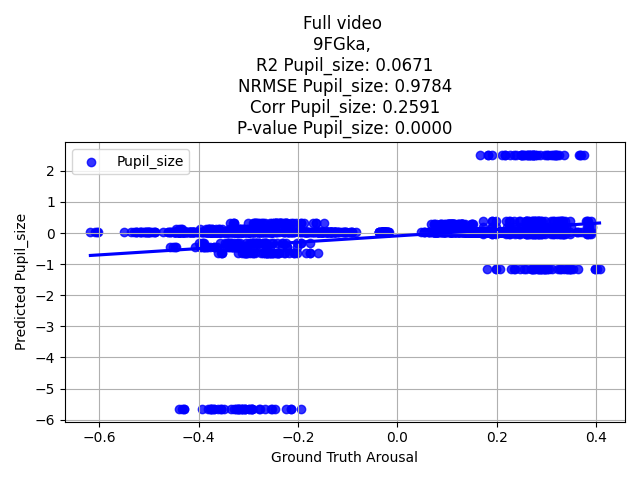 Full video
9FGka,
R2 Pupil_size: 0.0671
NRMSE Pupil_size: 0.9784
Corr Pupil_size: 0.2591
P-value Pupil_size: 0.0000
Pupil_size
Predicted Pupil_size
2
1
0
−1
−2
−3
−4
−5
−6
−0.6
−0.4
−0.2
0.0
0.2
0.4
Ground Truth Arousal